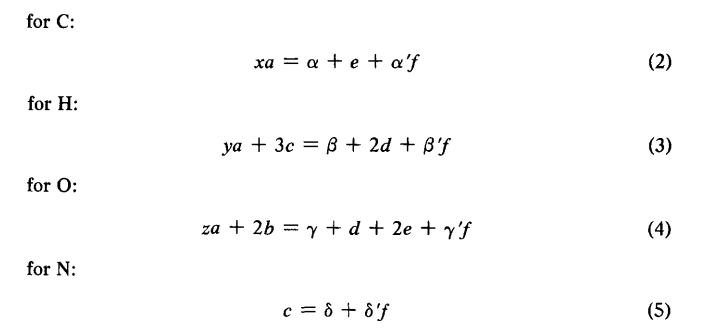 for C:
xa = α + e + α′f (2)
for H:
ya + 3c = β + 2d + β′f (3)
for O:
za + 2b = γ + d + 2e + γ′f (4)
for N:
c = δ + δ′f (5)